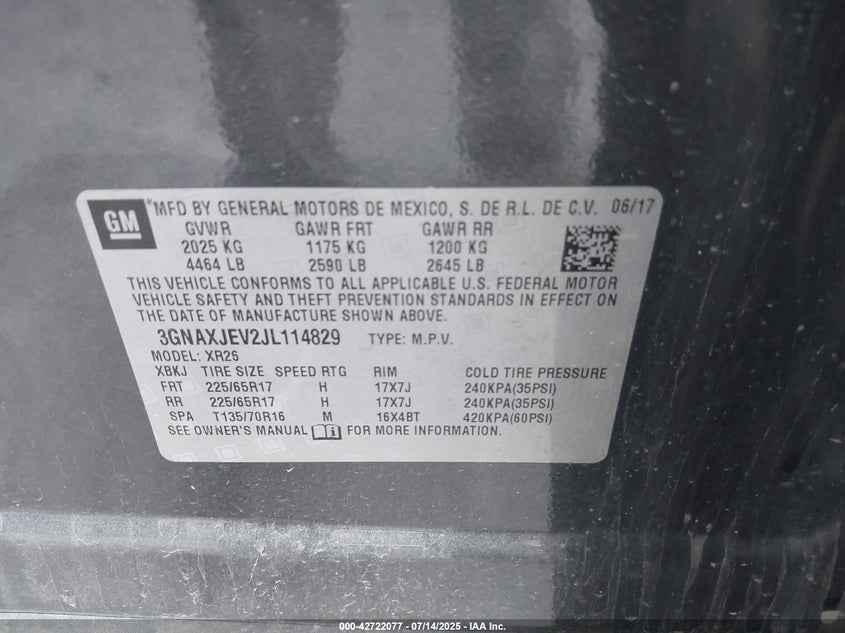 GM
®MFD BY GENERAL MOTORS DE MEXICO, S. DE R.L. DE C.V. 06/17
GVWR GAWR FRT GAWR RR
2025 KG 1175 KG 1200 KG
4464 LB 2590 LB 2645 LB
THIS VEHICLE CONFORMS TO ALL APPLICABLE U.S. FEDERAL MOTOR
VEHICLE SAFETY AND THEFT PREVENTION STANDARDS IN EFFECT ON
THE DATE OF MANUFACTURE SHOWN ABOVE.
3GNAXJEV2JL114829 TYPE: M.P.V.
MODEL: XR26
XBKJ TIRE SIZE SPEED RTG RIM COLD TIRE PRESSURE
FRT 225/65R17 H 17X7J 240KPA(35PSI)
RR 225/65R17 H 17X7J 240KPA(35PSI)
SPA T135/70R16 M 16X4BT 420KPA(60PSI)
SEE OWNER'S MANUAL FOR MORE INFORMATION.
000-42722077 - 07/14/2025 - IAA Inc.